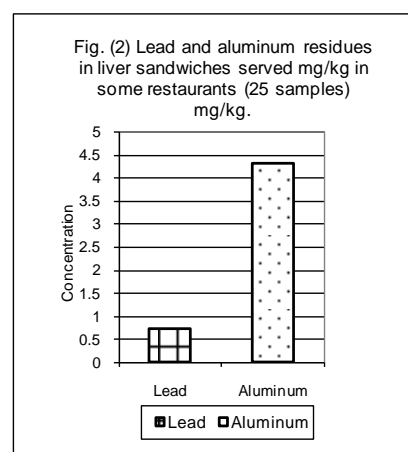 Fig. (2) Lead and aluminum residues
in liver sandwiches served mg/kg in
some restaurants (25 samples)
mg/kg.
5
4.5
4
3.5
3
2.5
2
1.5
1
0.5
0
Concentration
Lead Aluminum
Lead Aluminum